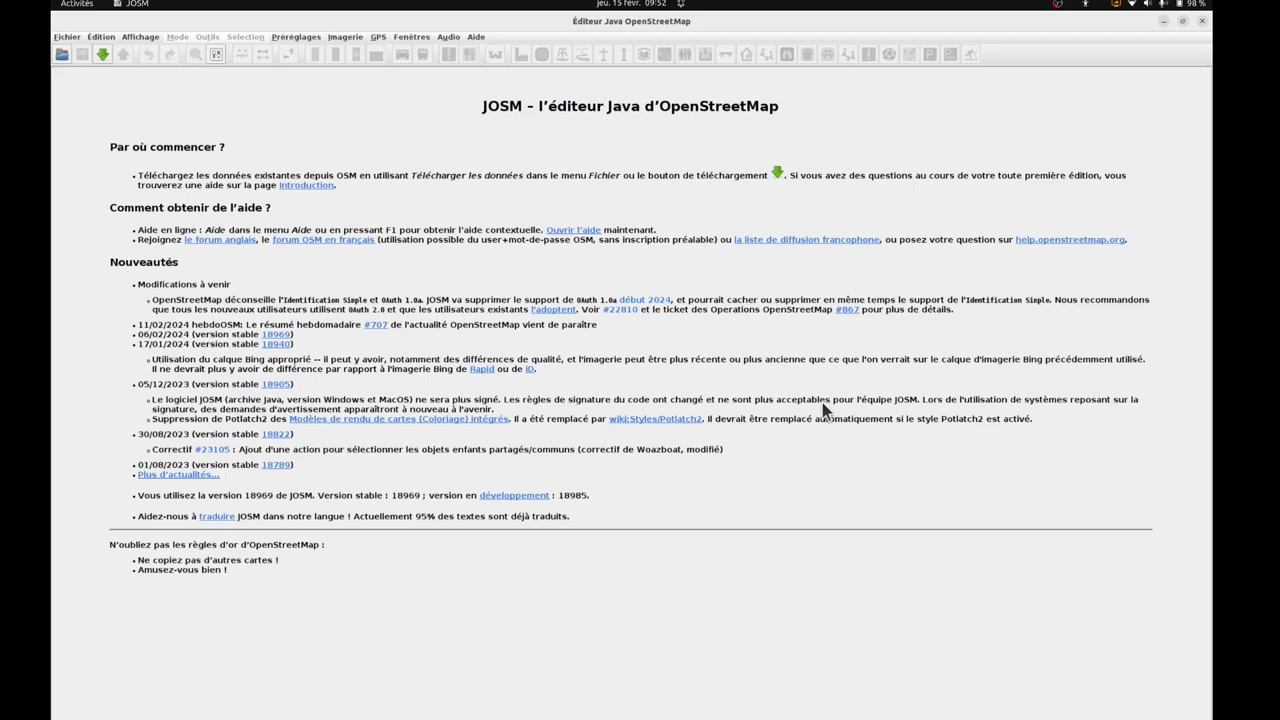 Activités JOSM jeu. 15 févr. 09:52 98 %
Éditeur Java OpenStreetMap
Fichier Édition Affichage Mode Outils Sélection Préréglages Imagerie GPS Fenêtres Audio Aide
JOSM – l’éditeur Java d’OpenStreetMap
Par où commencer ?
• Téléchargez les données existantes depuis OSM en utilisant Télécharger les données dans le menu Fichier ou le bouton de téléchargement . Si vous avez des questions au cours de votre toute première édition, vous
trouverez une aide sur la page Introduction.
Comment obtenir de l’aide ?
• Aide en ligne : Aide dans le menu Aide ou en pressant F1 pour obtenir l’aide contextuelle. Ouvrir l’aide maintenant.
• Rejoignez le forum anglais, le forum OSM en français (utilisation possible du user+mot-de-passe OSM, sans inscription préalable) ou la liste de diffusion francophone, ou posez votre question sur help.openstreetmap.org.
Nouveautés
• Modifications à venir
OpenStreetMap déconseille l'Identification Simple et OAuth 1.0a. JOSM va supprimer le support de OAuth 1.0a début 2024, et pourrait cacher ou supprimer en même temps le support de l'Identification Simple. Nous recommandons
que tous les nouveaux utilisateurs utilisent OAuth 2.0 et que les utilisateurs existants l'adoptent. Voir #22810 et le ticket des Operations OpenStreetMap #867 pour plus de détails.
• 11/02/2024 hebdoOSM: Le résumé hebdomadaire #707 de l'actualité OpenStreetMap vient de paraître
• 06/02/2024 (version stable 18969)
• 17/01/2024 (version stable 18940)
Utilisation du calque Bing approprié -- il peut y avoir, notamment des différences de qualité, et l'imagerie peut être plus récente ou plus ancienne que ce que l'on verrait sur le calque d'imagerie Bing précédemment utilisé.
Il ne devrait plus y avoir de différence par rapport à l'imagerie Bing de Rapid ou de iD.
• 05/12/2023 (version stable 18905)
Le logiciel JOSM (archive Java, version Windows et MacOS) ne sera plus signé. Les règles de signature du code ont changé et ne sont plus acceptables pour l'équipe JOSM. Lors de l'utilisation de systèmes reposant sur la
signature, des demandes d'avertissement apparaîtront à nouveau à l'avenir.
Suppression de Potlatch2 des Modèles de rendu de cartes (Coloriage) intégrés. Il a été remplacé par wiki:Styles/Potlatch2. Il devrait être remplacé automatiquement si le style Potlatch2 est activé.
• 30/08/2023 (version stable 18822)
Correctif #23105 : Ajout d'une action pour sélectionner les objets enfants partagés/communs (correctif de Woazboat, modifié)
• 01/08/2023 (version stable 18789)
• Plus d’actualités...
• Vous utilisez la version 18969 de JOSM. Version stable : 18969 ; version en développement : 18985.
• Aidez-nous à traduire JOSM dans notre langue ! Actuellement 95% des textes sont déjà traduits.
N’oubliez pas les règles d’or d’OpenStreetMap :
• Ne copiez pas d’autres cartes !
• Amusez-vous bien !